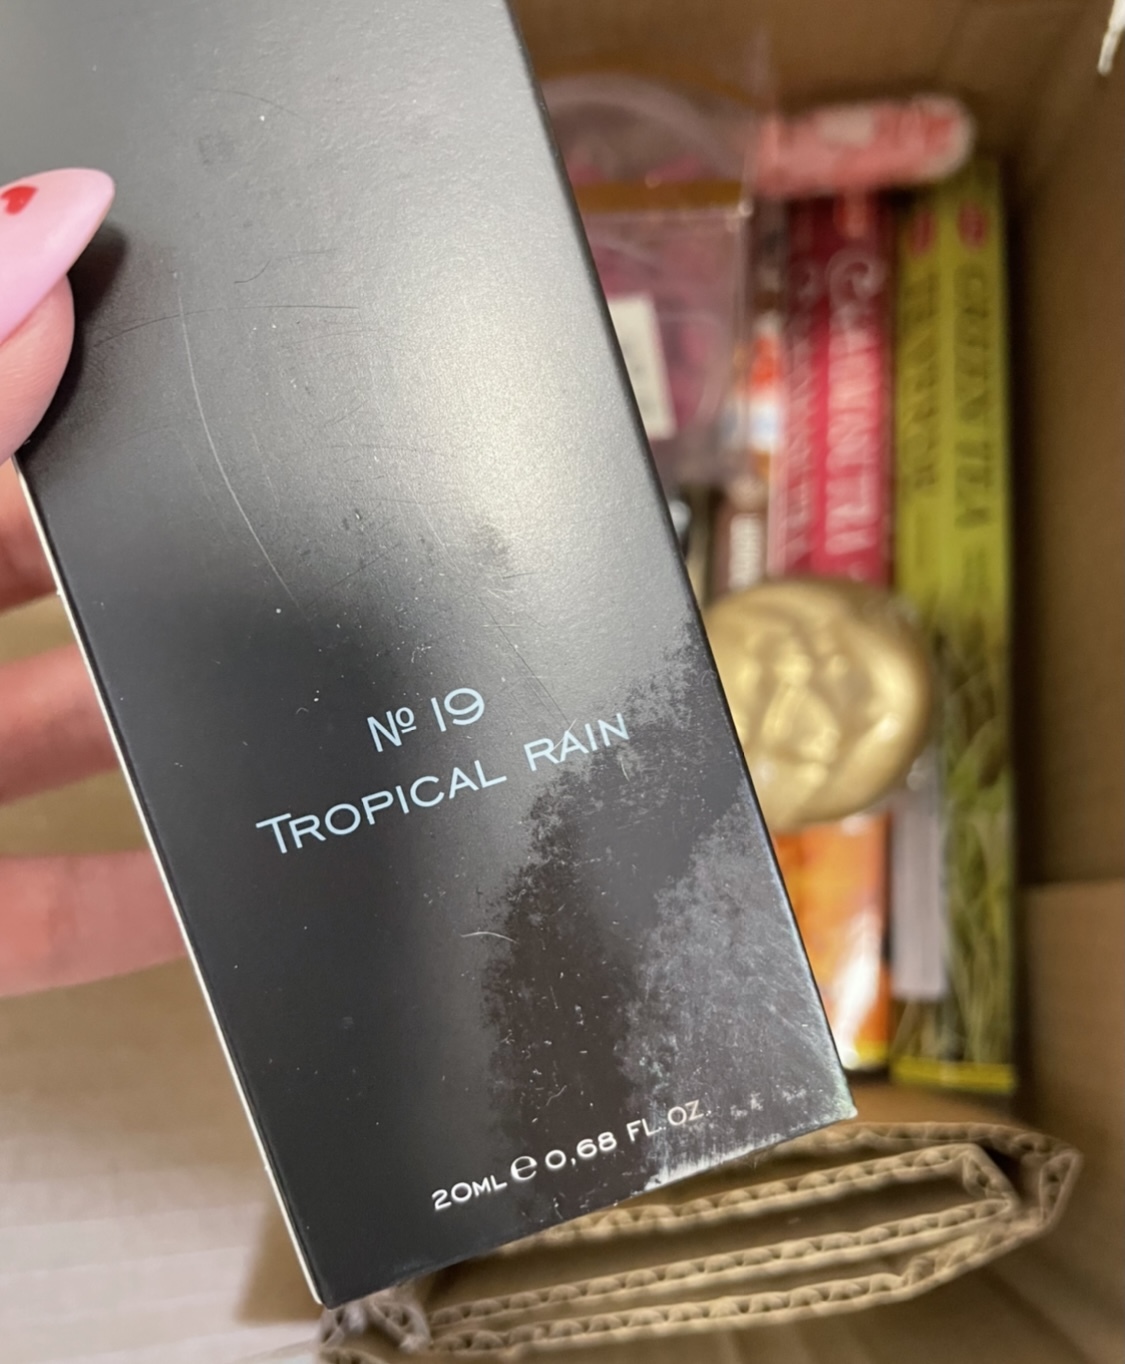 № 19
TROPICAL RAIN
20ML ℮ 0,68 FL. OZ.
GREEN TEA